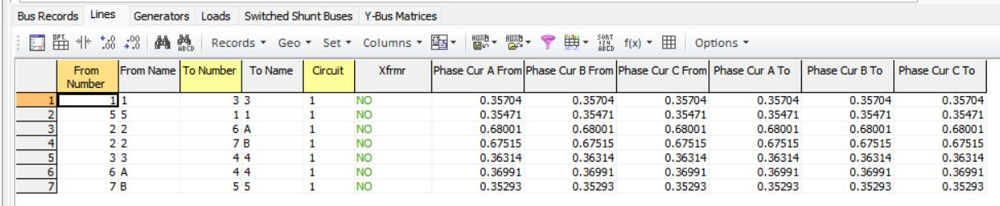 Bus Records Lines Generators Loads Switched Shunt Buses Y-Bus Matrices
Records Geo Set Columns f(x) Options
From Number From Name To Number To Name Circuit Xfrmr Phase Cur A From Phase Cur B From Phase Cur C From Phase Cur A To Phase Cur B To Phase Cur C To
1 1 1 3 3 1 NO 0.35704 0.35704 0.35704 0.35704 0.35704 0.35704
2 5 5 1 1 1 NO 0.35471 0.35471 0.35471 0.35471 0.35471 0.35471
3 2 2 6 A 1 NO 0.68001 0.68001 0.68001 0.68001 0.68001 0.68001
4 2 2 7 B 1 NO 0.67515 0.67515 0.67515 0.67515 0.67515 0.67515
5 3 3 4 4 1 NO 0.36314 0.36314 0.36314 0.36314 0.36314 0.36314
6 6 A 4 4 1 NO 0.36991 0.36991 0.36991 0.36991 0.36991 0.36991
7 7 B 5 5 1 NO 0.35293 0.35293 0.35293 0.35293 0.35293 0.35293